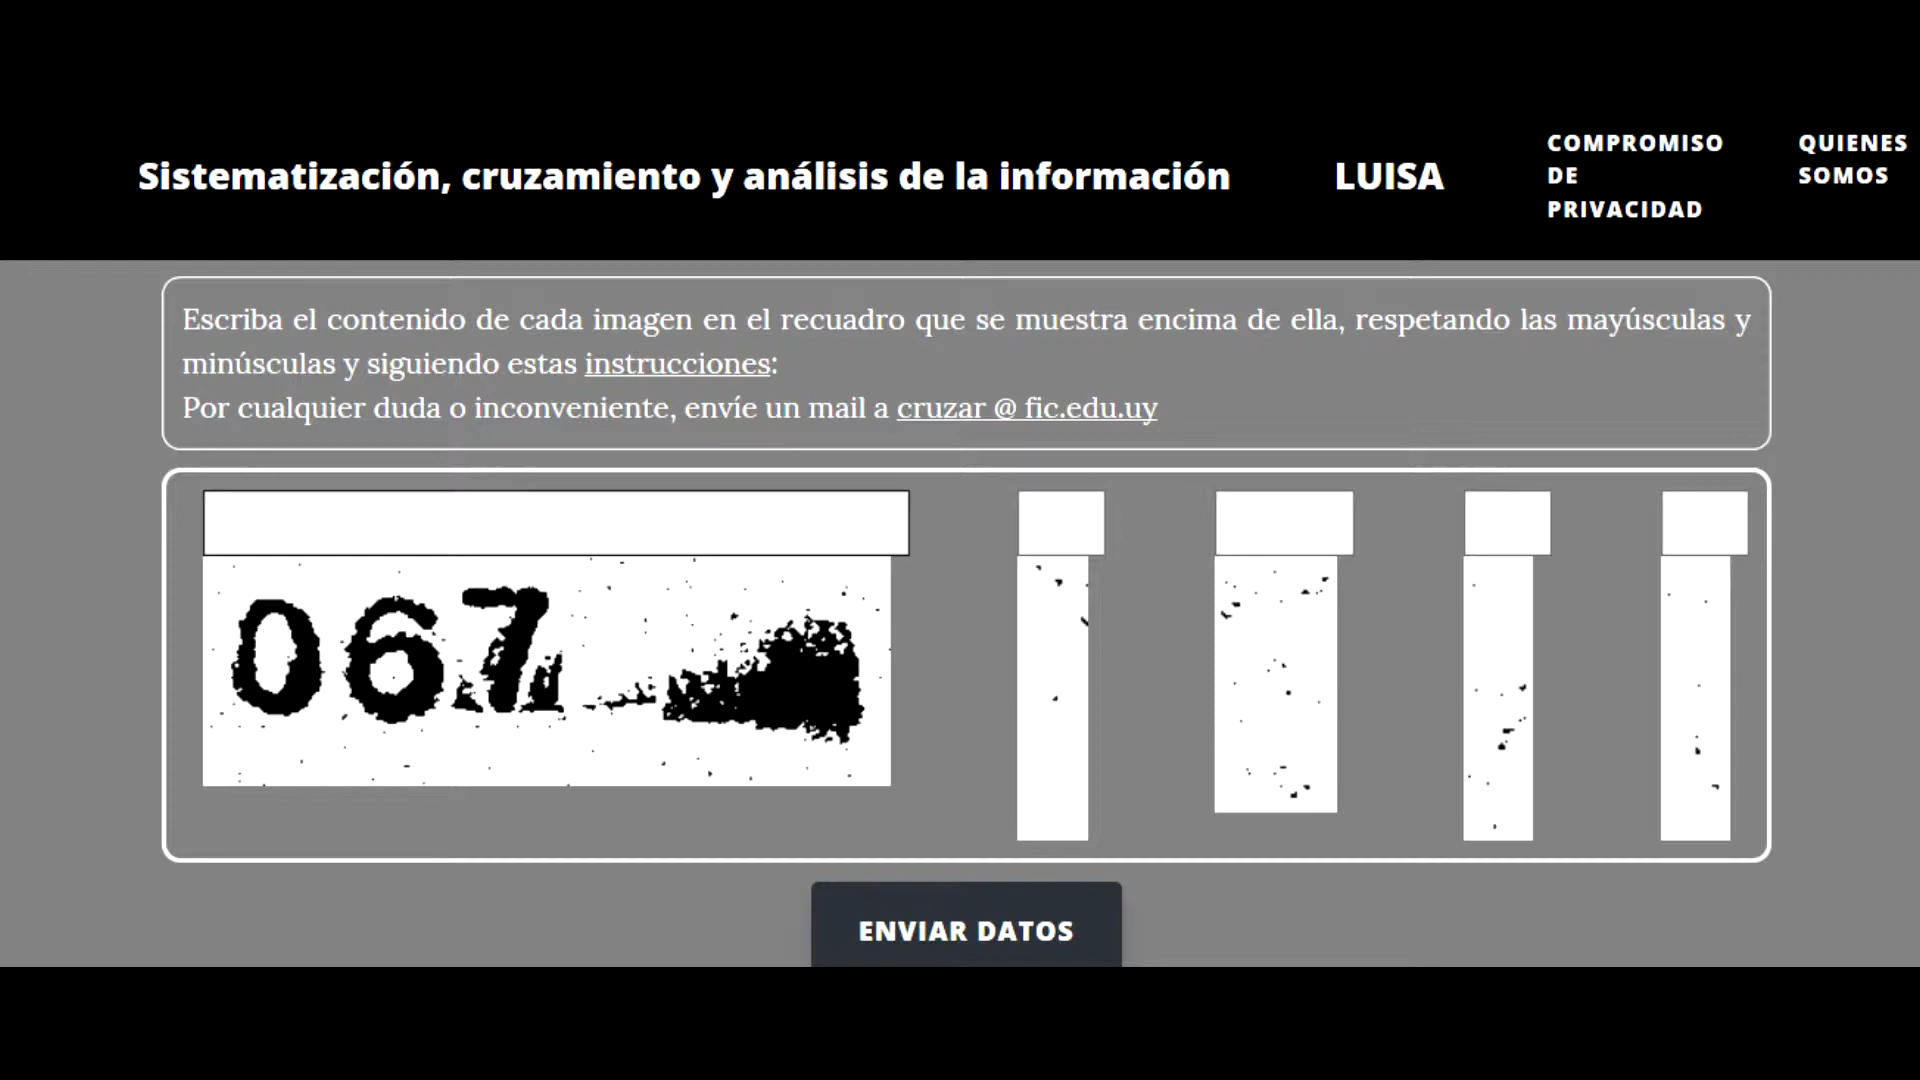 Sistematización, cruzamiento y análisis de la información
LUISA
COMPROMISO
DE
PRIVACIDAD
QUIENES
SOMOS
Escriba el contenido de cada imagen en el recuadro que se muestra encima de ella, respetando las mayúsculas y
minúsculas y siguiendo estas instrucciones:
Por cualquier duda o inconveniente, envíe un mail a cruzar @ fic.edu.uy
067
ENVIAR DATOS